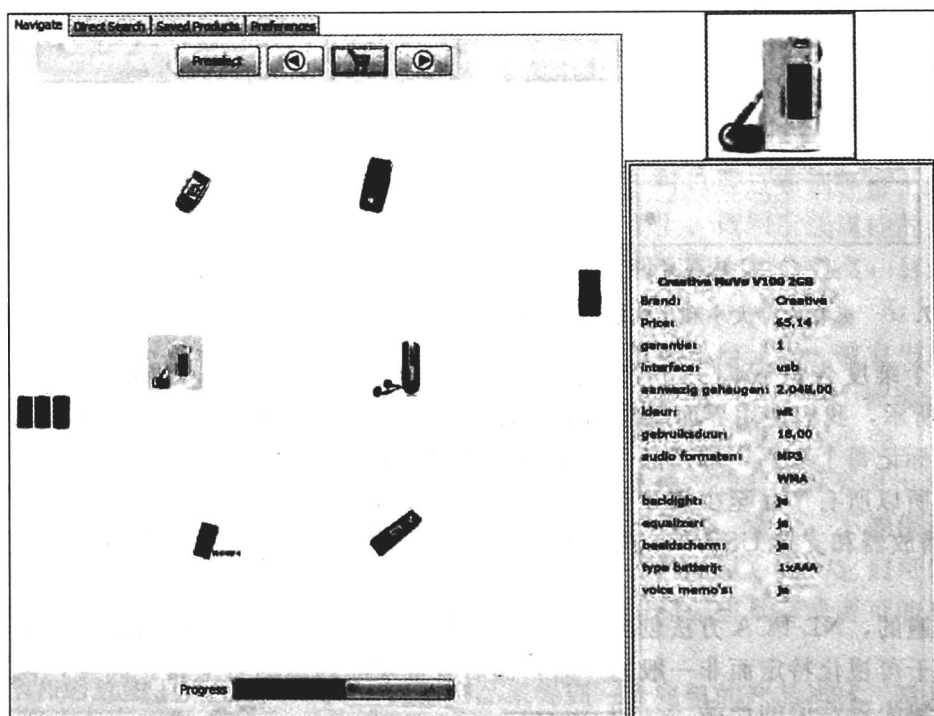 Navigate Direct Search Saved Products Preferences
Preselect
Creative MuVo V100 2GB
Brand: Creative
Price: 65,14
garantie: 1
interface: usb
aanwezig geheugen: 2.048,00
kleur: wit
gebruiksduur: 18,00
audio formaten: MP3
WMA
backlight: ja
equalizer: ja
beeldscherm: ja
type batterij: 1xAAA
voice memo's: ja
Progress